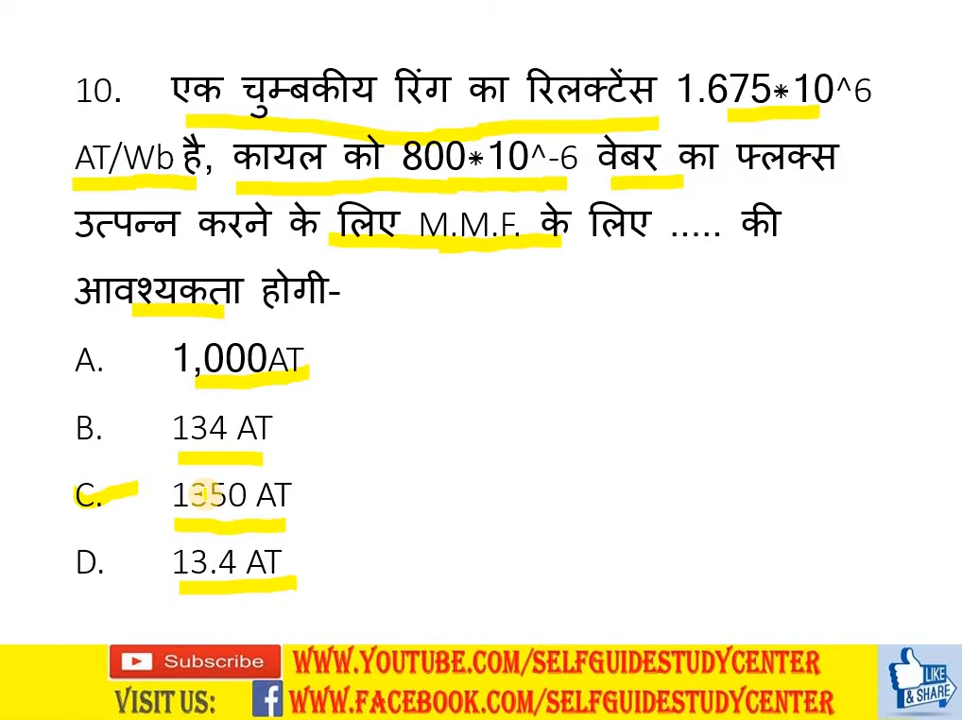 10. एक चुम्बकीय रिंग का रिलक्टेंस 1.675*10^6
AT/Wb है, कायल को 800*10^-6 वेबर का फ्लक्स
उत्पन्न करने के लिए M.M.F. के लिए ..... की
आवश्यकता होगी-
A. 1,000AT
B. 134 AT
C. 1350 AT
D. 13.4 AT
Subscribe WWW.YOUTUBE.COM/SELFGUIDESTUDYCENTER
VISIT US: f WWW.FACEBOOK.COM/SELFGUIDESTUDYCENTER
LIKE
& SHARE